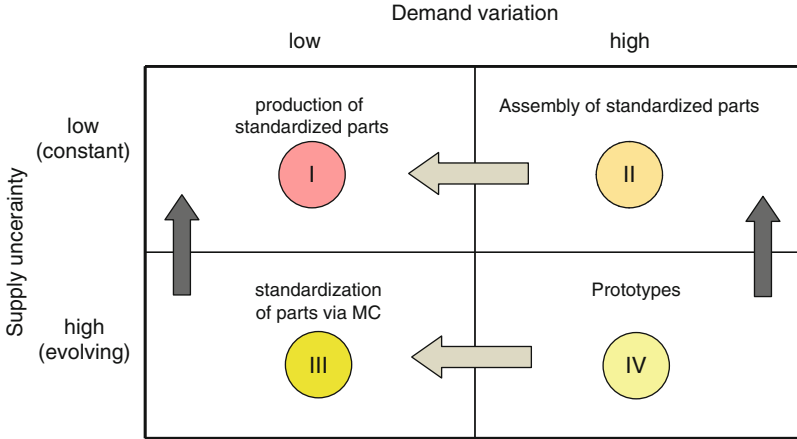 Demand variation
low
high
low
(constant)
production of
standardized parts
Assembly of standardized parts
I
II
Supply uncerainty
high
(evolving)
standardization
of parts via MC
Prototypes
III
IV